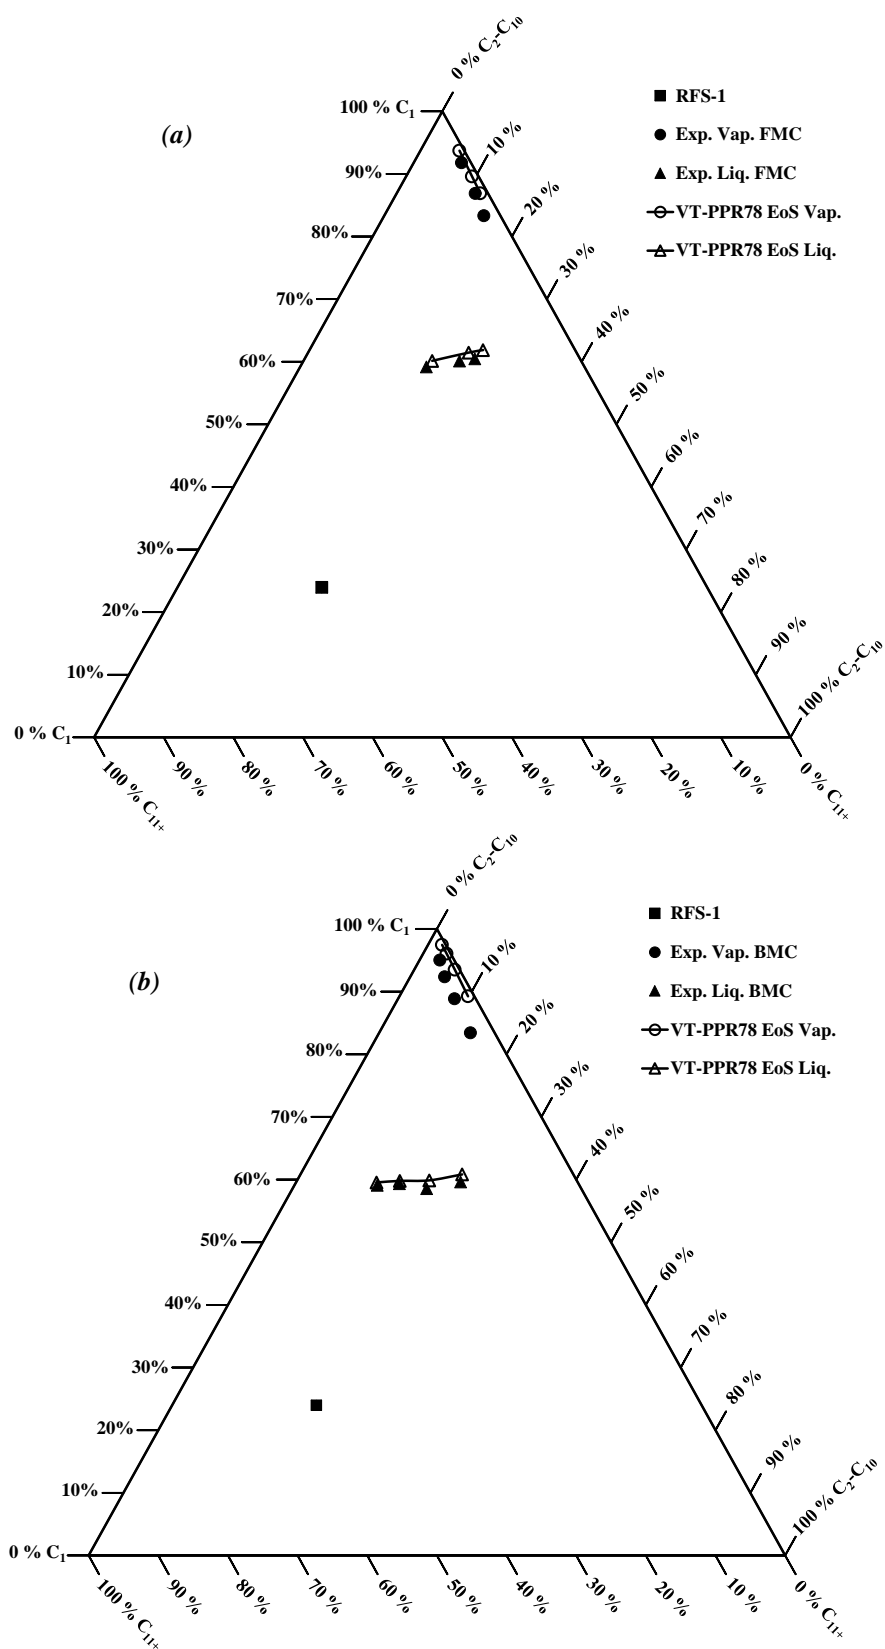 0 % C2-C10
100 % C1
(a)
90%
80%
70%
60%
50%
40%
30%
20%
10%
0 % C1
10 %
20 %
30 %
40 %
50 %
60 %
70 %
80 %
90 %
100 % C2-C10
100 % C11+
90 %
80 %
70 %
60 %
50 %
40 %
30 %
20 %
10 %
0 % C11+
RFS-1
Exp. Vap. FMC
Exp. Liq. FMC
VT-PPR78 EoS Vap.
VT-PPR78 EoS Liq.
0 % C2-C10
100 % C1
(b)
90%
80%
70%
60%
50%
40%
30%
20%
10%
0 % C1
10 %
20 %
30 %
40 %
50 %
60 %
70 %
80 %
90 %
100 % C2-C10
100 % C11+
90 %
80 %
70 %
60 %
50 %
40 %
30 %
20 %
10 %
0 % C11+
RFS-1
Exp. Vap. BMC
Exp. Liq. BMC
VT-PPR78 EoS Vap.
VT-PPR78 EoS Liq.